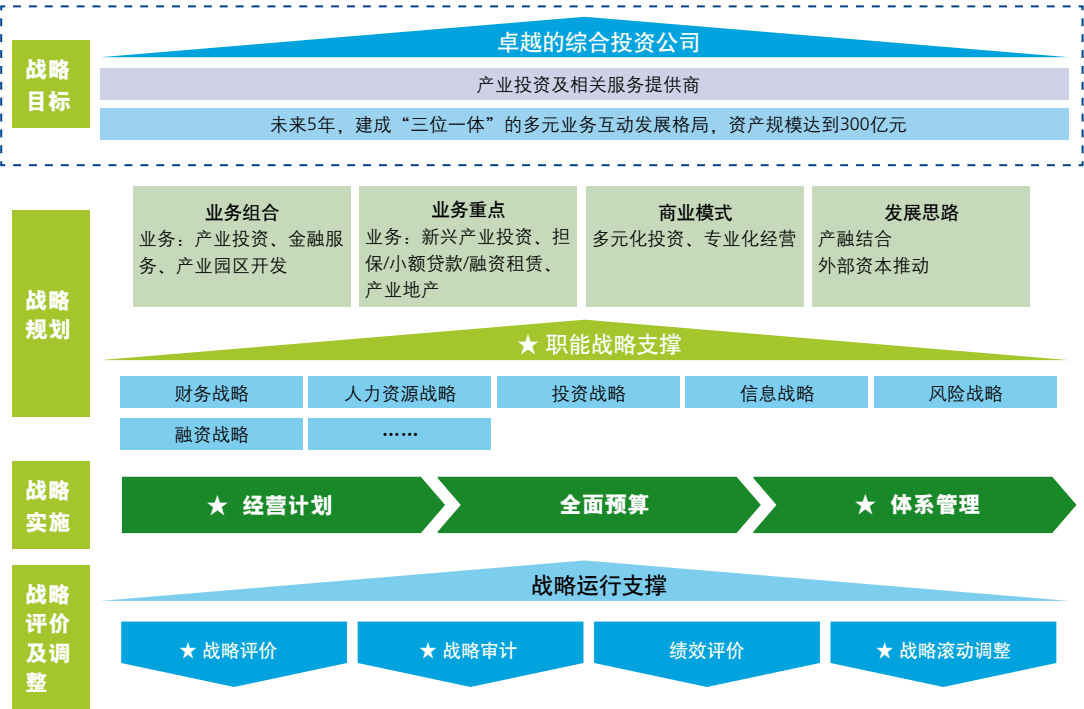 战略
目标
卓越的综合投资公司
产业投资及相关服务提供商
未来5年，建成“三位一体”的多元业务互动发展格局，资产规模达到300亿元
战略
规划
业务组合
业务：产业投资、金融服
务、产业园区开发
业务重点
业务：新兴产业投资、担
保/小额贷款/融资租赁、
产业地产
商业模式
多元化投资、专业化经营
发展思路
产融结合
外部资本推动
★ 职能战略支撑
财务战略
人力资源战略
投资战略
信息战略
风险战略
融资战略
……
战略
实施
★ 经营计划
全面预算
★ 体系管理
战略
评价
及调
整
战略运行支撑
★ 战略评价
★ 战略审计
绩效评价
★ 战略滚动调整